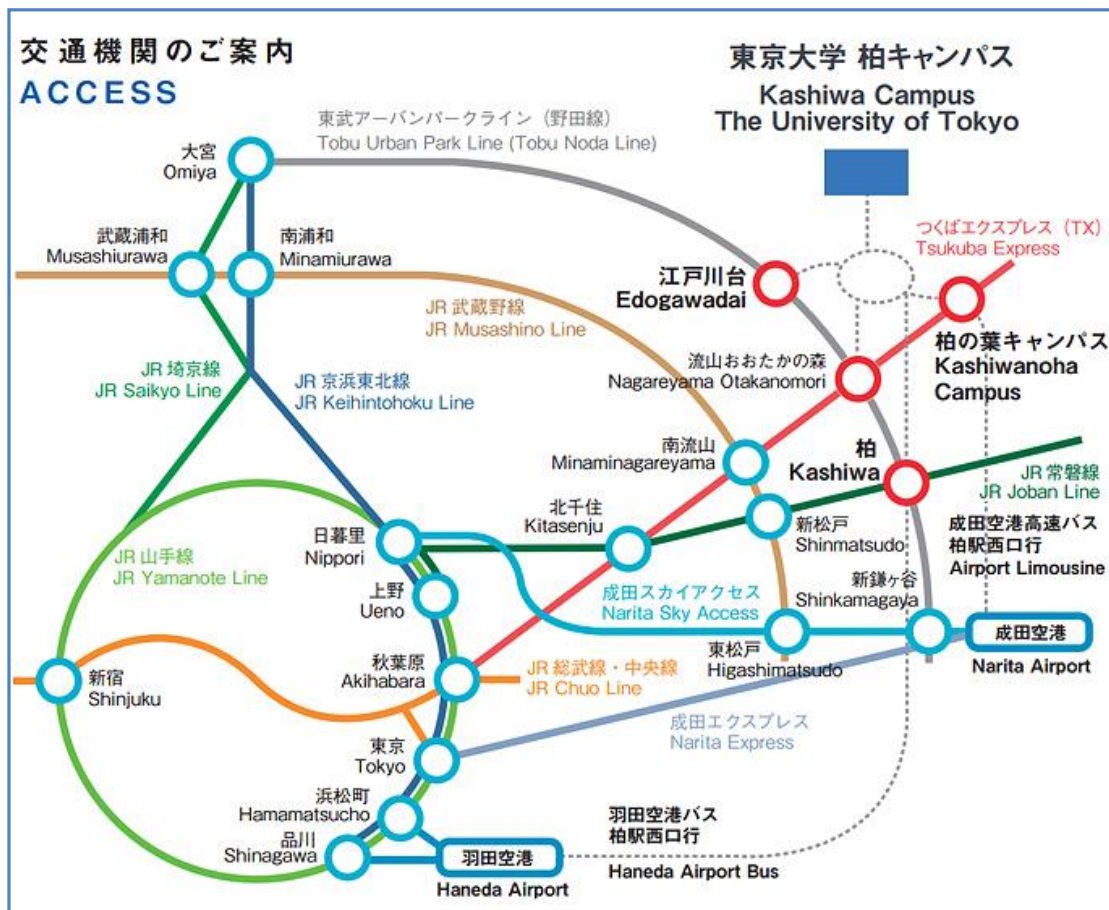 交通機関のご案内
ACCESS
東京大学 柏キャンパス
Kashiwa Campus
The University of Tokyo
東武アーバンパークライン（野田線）
Tobu Urban Park Line (Tobu Noda Line)
大宮
Omiya
武蔵浦和
Musashiurawa
南浦和
Minamiurawa
つくばエクスプレス（TX）
Tsukuba Express
江戸川台
Edogawadai
JR 武蔵野線
JR Musashino Line
柏の葉キャンパス
Kashiwanoha
Campus
流山おおたかの森
Nagareyama Otakanomori
JR 埼京線
JR Saikyo Line
JR 京浜東北線
JR Keihintohoku Line
南流山
Minaminagareyama
柏
Kashiwa
JR 常磐線
JR Joban Line
北千住
Kitasenju
新松戸
Shinmatsudo
成田空港高速バス
柏駅西口行
Airport Limousine
日暮里
Nippori
JR 山手線
JR Yamanote Line
上野
Ueno
成田スカイアクセス
Narita Sky Access
新鎌ヶ谷
Shinkamagaya
成田空港
Narita Airport
東松戸
Higashimatsudo
秋葉原
Akihabara
JR 総武線・中央線
JR Chuo Line
新宿
Shinjuku
成田エクスプレス
Narita Express
東京
Tokyo
浜松町
Hamamatsucho
品川
Shinagawa
羽田空港
Haneda Airport
羽田空港バス
柏駅西口行
Haneda Airport Bus